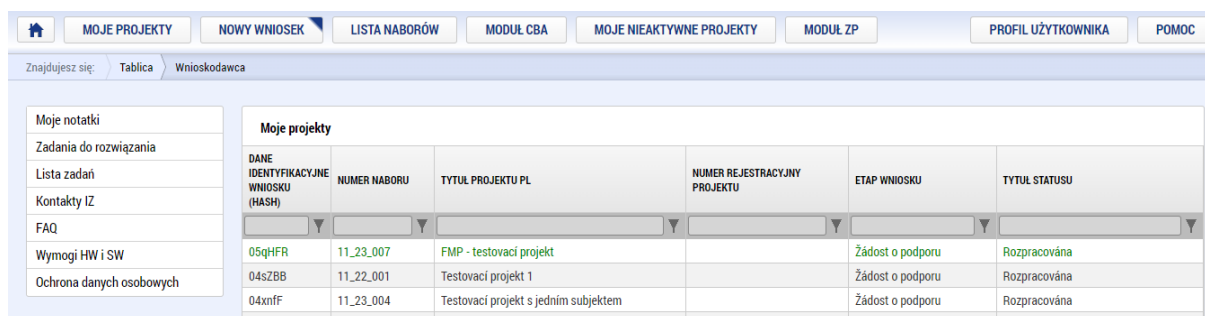 MOJE PROJEKTY NOWY WNIOSEK LISTA NABORÓW MODUŁ CBA MOJE NIEAKTYWNE PROJEKTY MODUŁ ZP PROFIL UŻYTKOWNIKA POMOC
Znajdujesz się: Tablica Wnioskodawca
Moje notatki
Zadania do rozwiązania
Lista zadań
Kontakty IZ
FAQ
Wymogi HW i SW
Ochrona danych osobowych
Moje projekty
DANE IDENTYFIKACYJNE WNIOSKU (HASH) NUMER NABORU TYTUŁ PROJEKTU PL NUMER REJESTRACYJNY PROJEKTU ETAP WNIOSKU TYTUŁ STATUSU
05qHFR 11_23_007 FMP - testovací projekt Žádost o podporu Rozpracována
04sZBB 11_22_001 Testovací projekt 1 Žádost o podporu Rozpracována
04xnfF 11_23_004 Testovací projekt s jedním subjektem Žádost o podporu Rozpracována